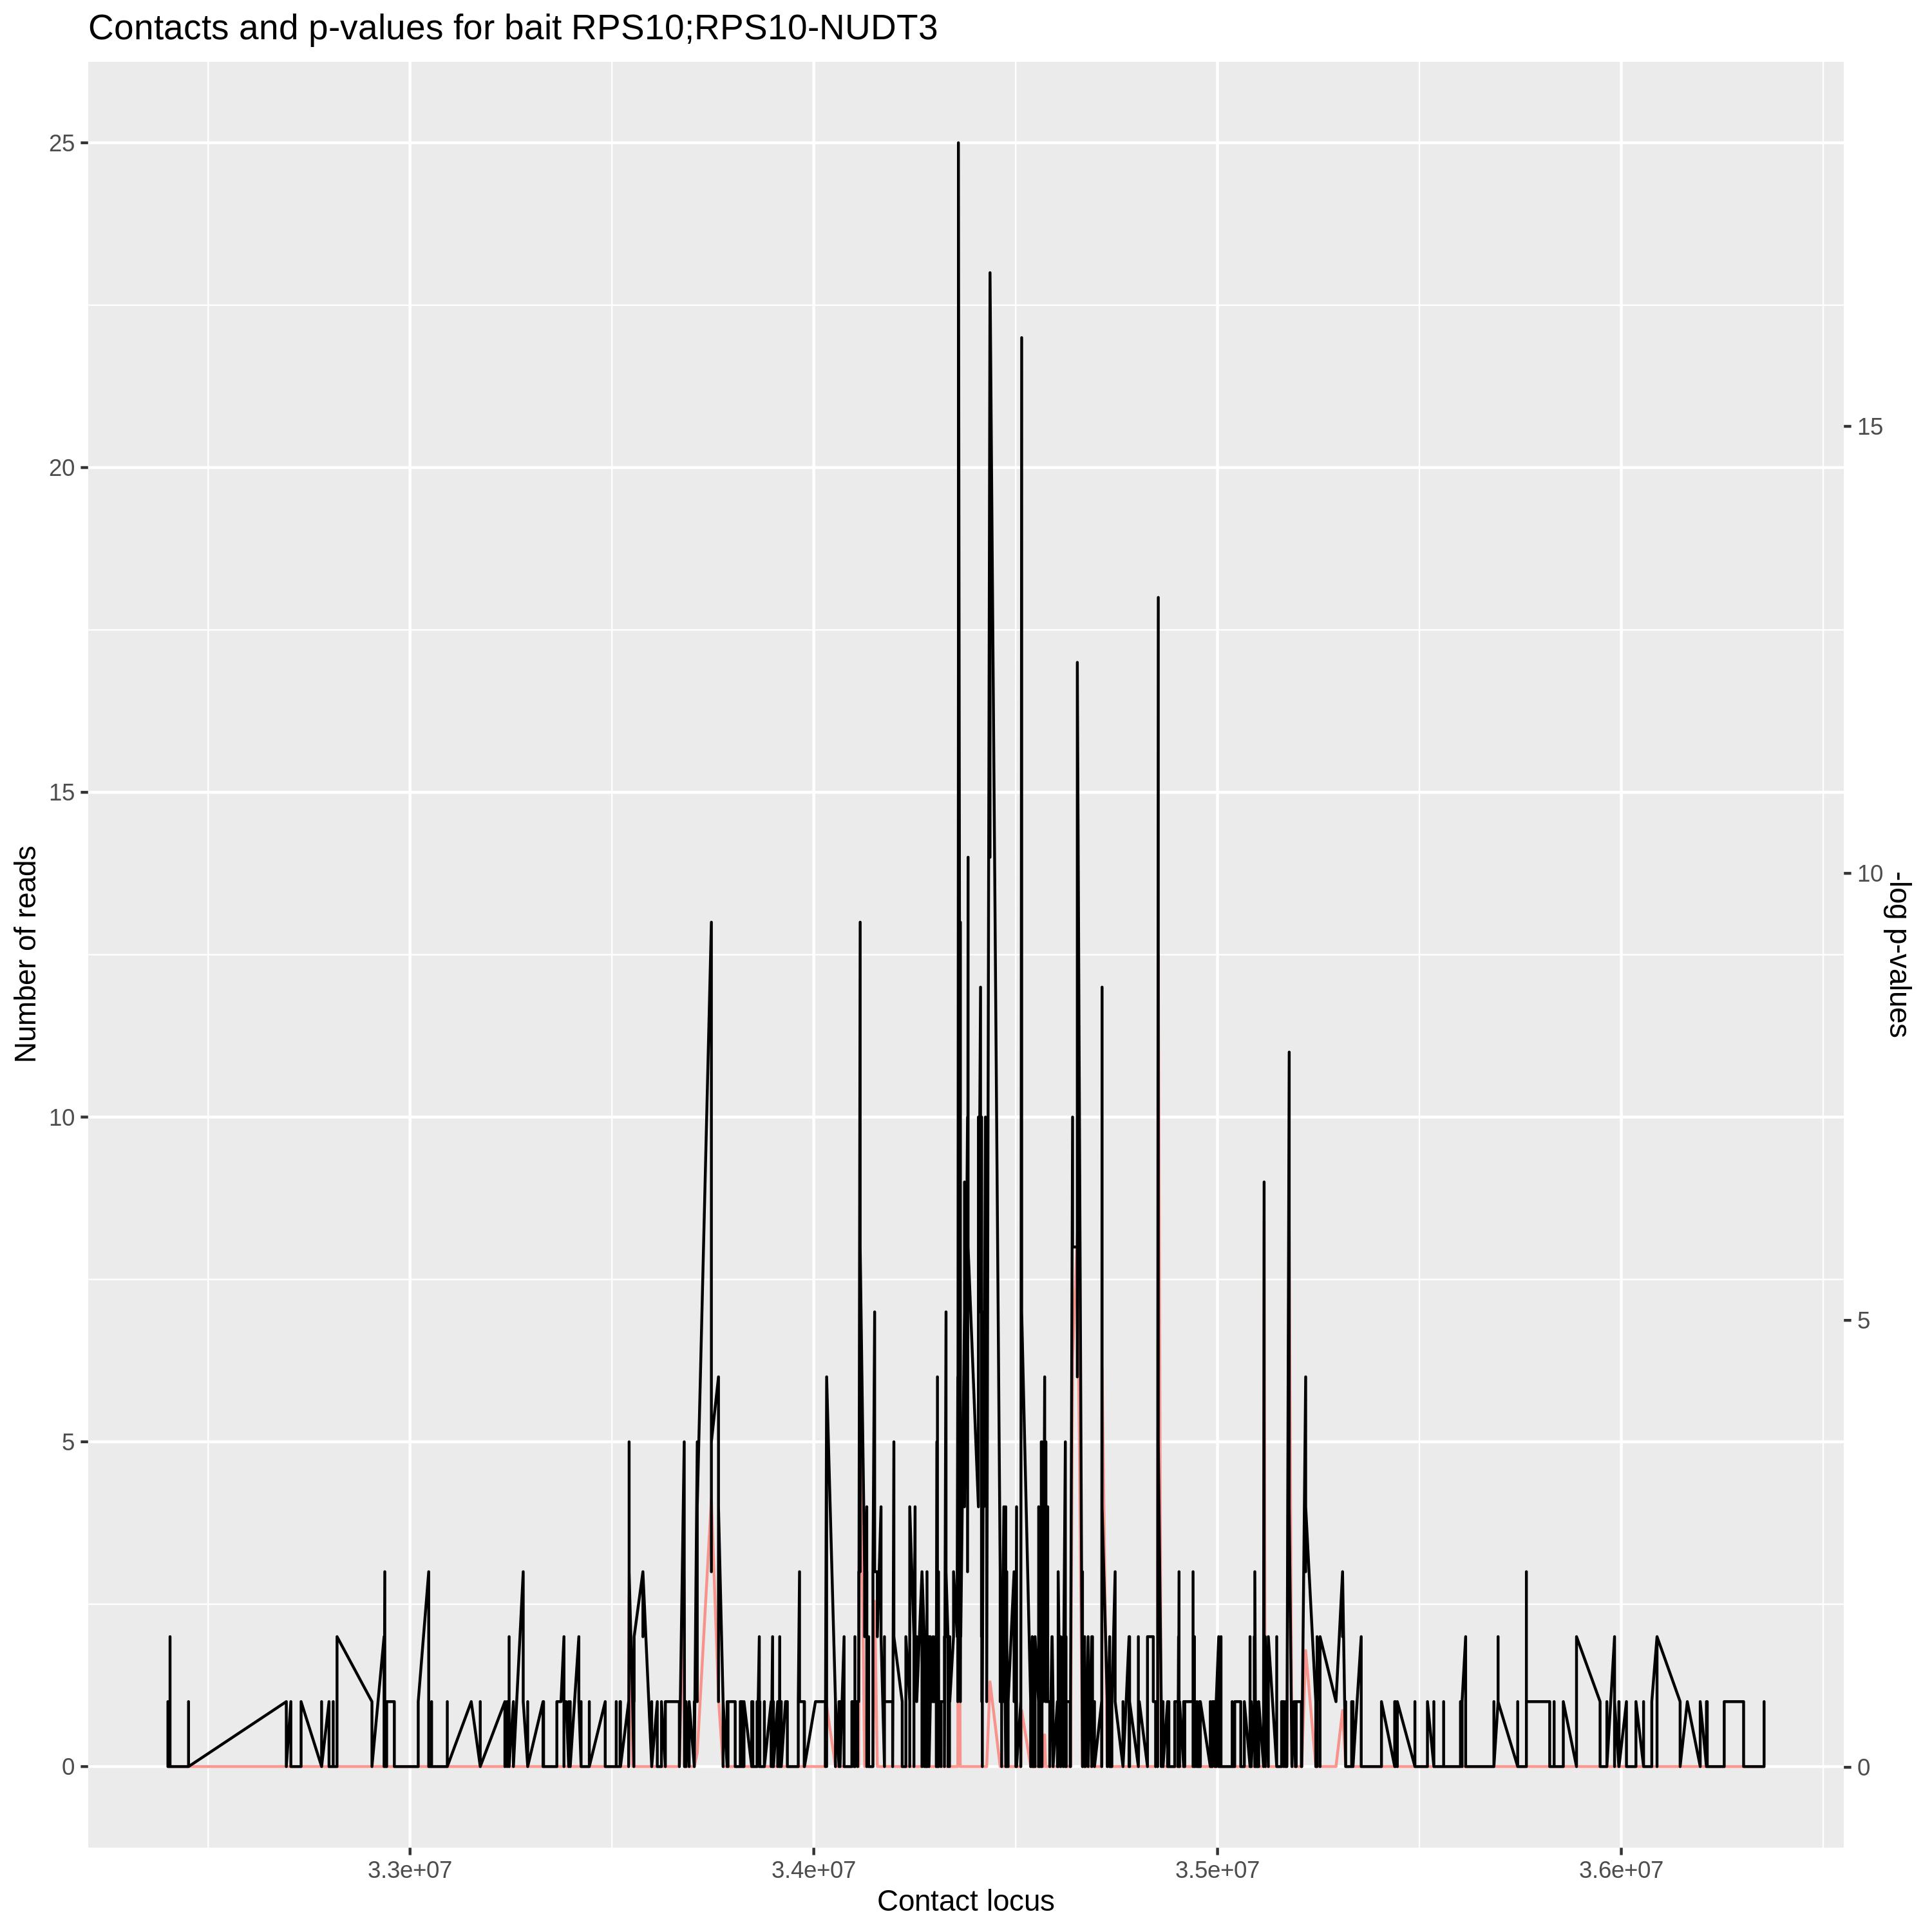 Contacts and p-values for bait RPS10;RPS10-NUDT3
25
20
15
10
5
0
Number of reads
15
10
5
0
-log p-values
3.3e+07
3.4e+07
3.5e+07
3.6e+07
Contact locus